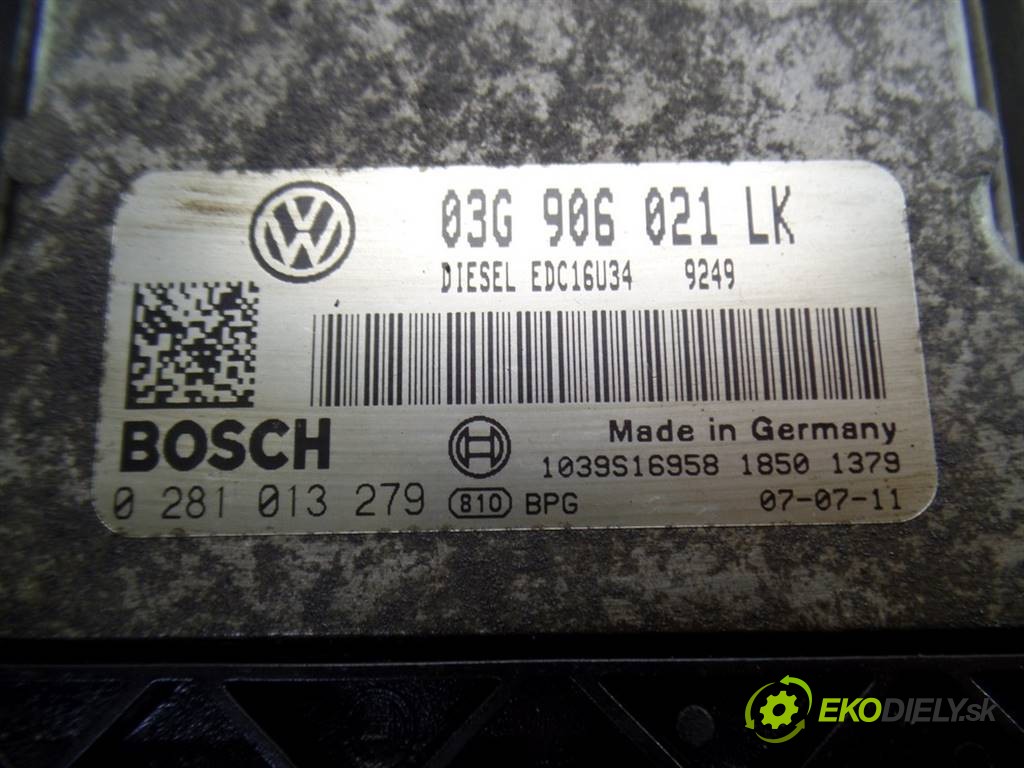 03G 906 021 LK
DIESEL EDC16U34 9249
BOSCH
Made in Germany
1039S16958 1850 1379
0 281 013 279 810 BPG 07-07-11
EKODIELY.sk